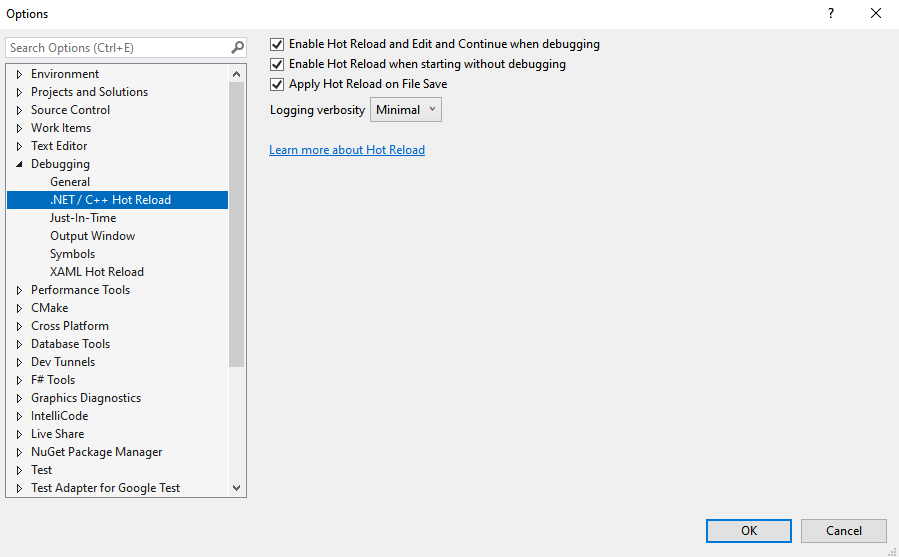 Options
?
Search Options (Ctrl+E)
Environment
Projects and Solutions
Source Control
Work Items
Text Editor
Debugging
General
.NET / C++ Hot Reload
Just-In-Time
Output Window
Symbols
XAML Hot Reload
Performance Tools
CMake
Cross Platform
Database Tools
Dev Tunnels
F# Tools
Graphics Diagnostics
IntelliCode
Live Share
NuGet Package Manager
Test
Test Adapter for Google Test
Enable Hot Reload and Edit and Continue when debugging
Enable Hot Reload when starting without debugging
Apply Hot Reload on File Save
Logging verbosity Minimal
Learn more about Hot Reload
OK Cancel